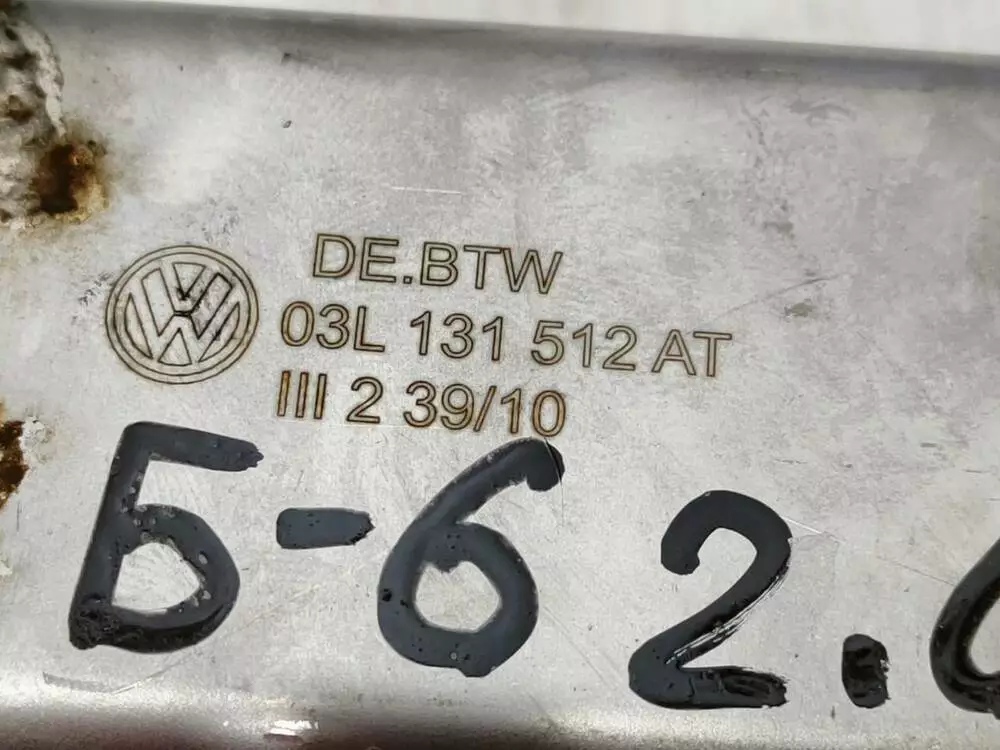 DE.BTW
03L 131 512 AT
III 2 39/10
Б-6 2.